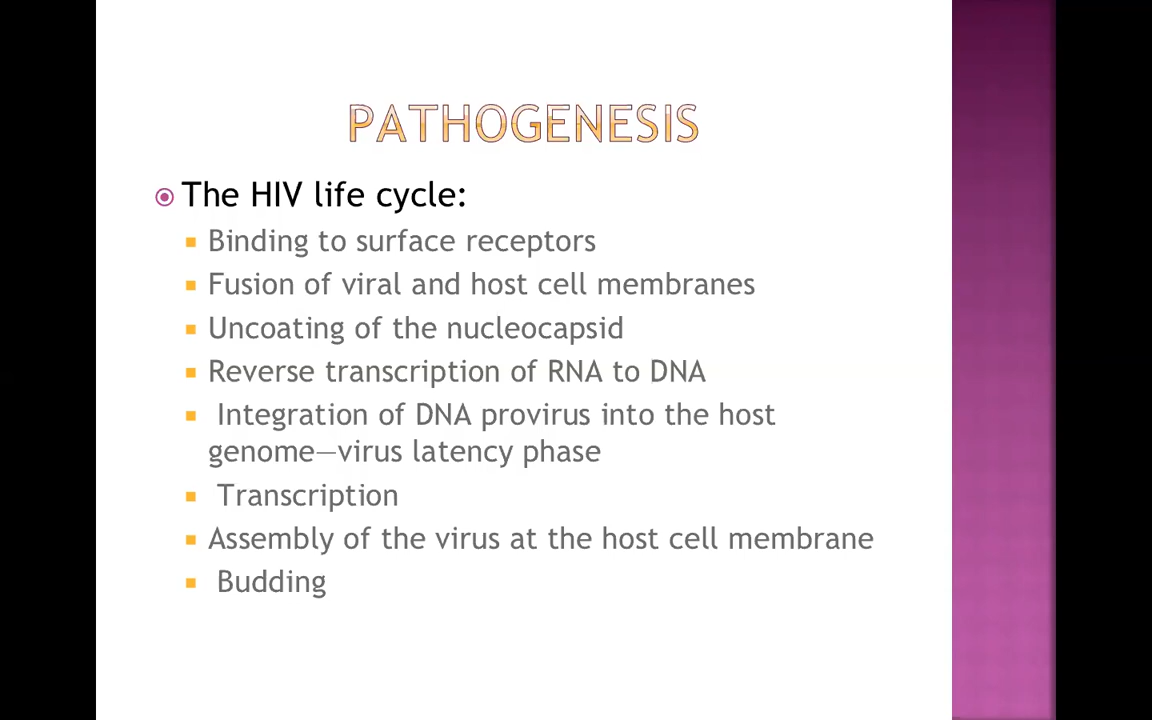 PATHOGENESIS
The HIV life cycle:
Binding to surface receptors
Fusion of viral and host cell membranes
Uncoating of the nucleocapsid
Reverse transcription of RNA to DNA
Integration of DNA provirus into the host
genome—virus latency phase
Transcription
Assembly of the virus at the host cell membrane
Budding